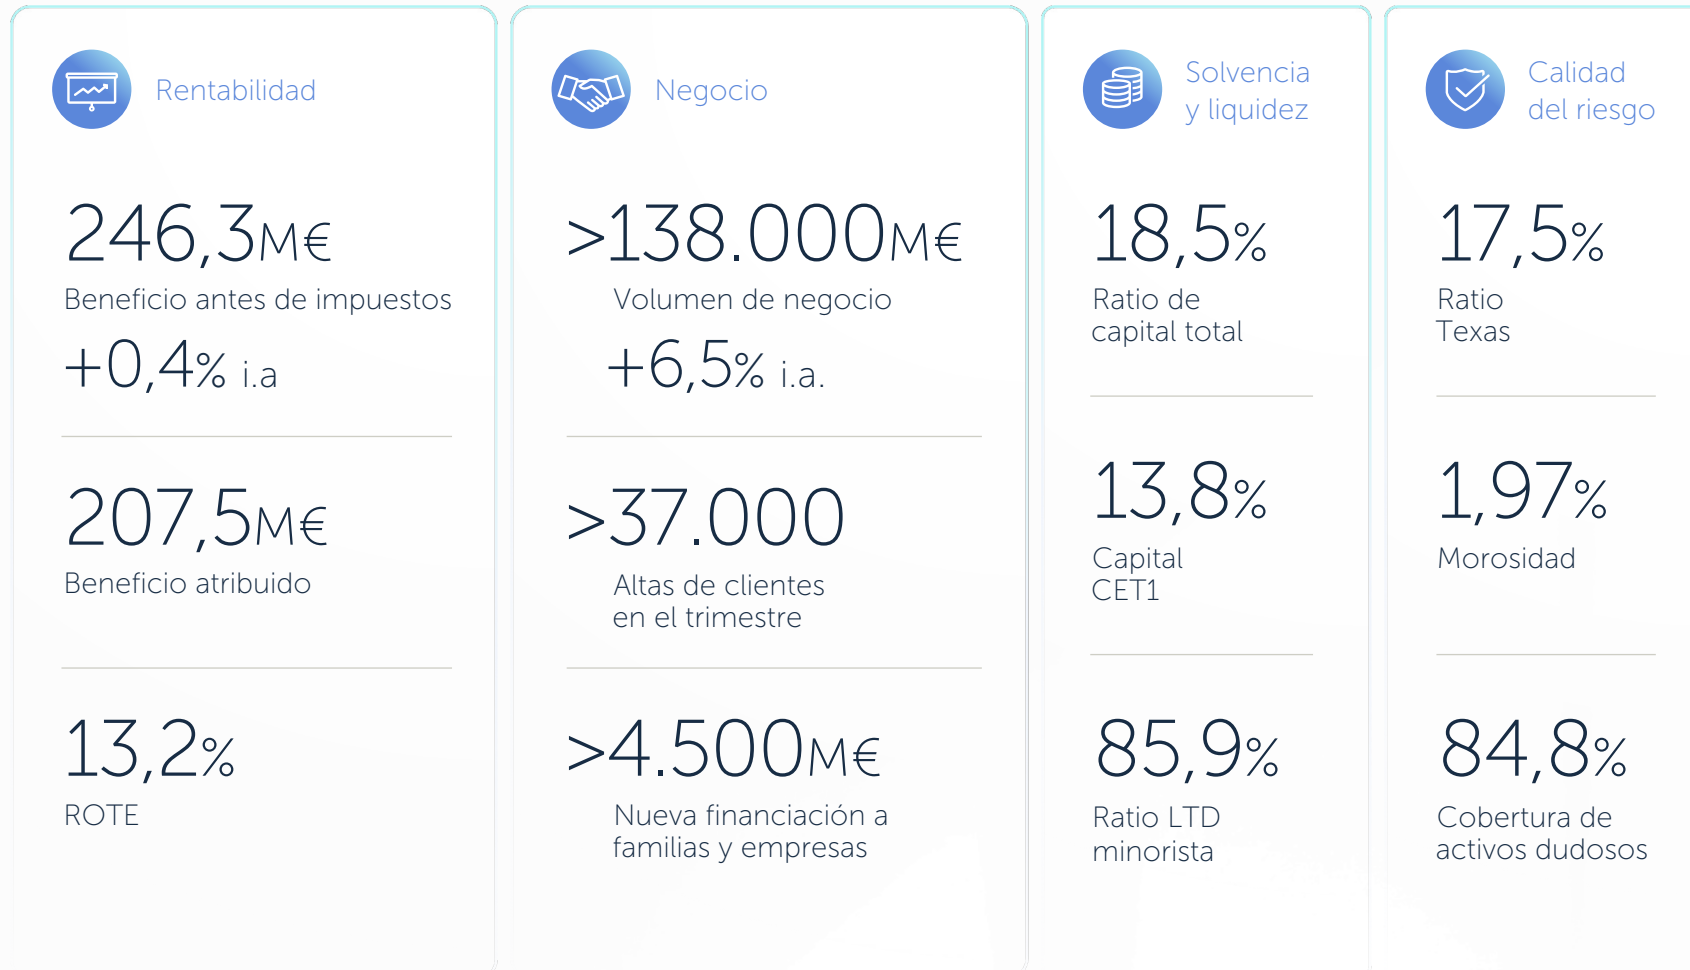 Rentabilidad
246,3M€
Beneficio antes de impuestos
+0,4% i.a
207,5M€
Beneficio atribuido
13,2%
ROTE
Negocio
>138.000M€
Volumen de negocio
+6,5% i.a.
>37.000
Altas de clientes
en el trimestre
>4.500M€
Nueva financiación a
familias y empresas
Solvencia
y liquidez
18,5%
Ratio de
capital total
13,8%
Capital
CET1
85,9%
Ratio LTD
minorista
Calidad
del riesgo
17,5%
Ratio
Texas
1,97%
Morosidad
84,8%
Cobertura de
activos dudosos